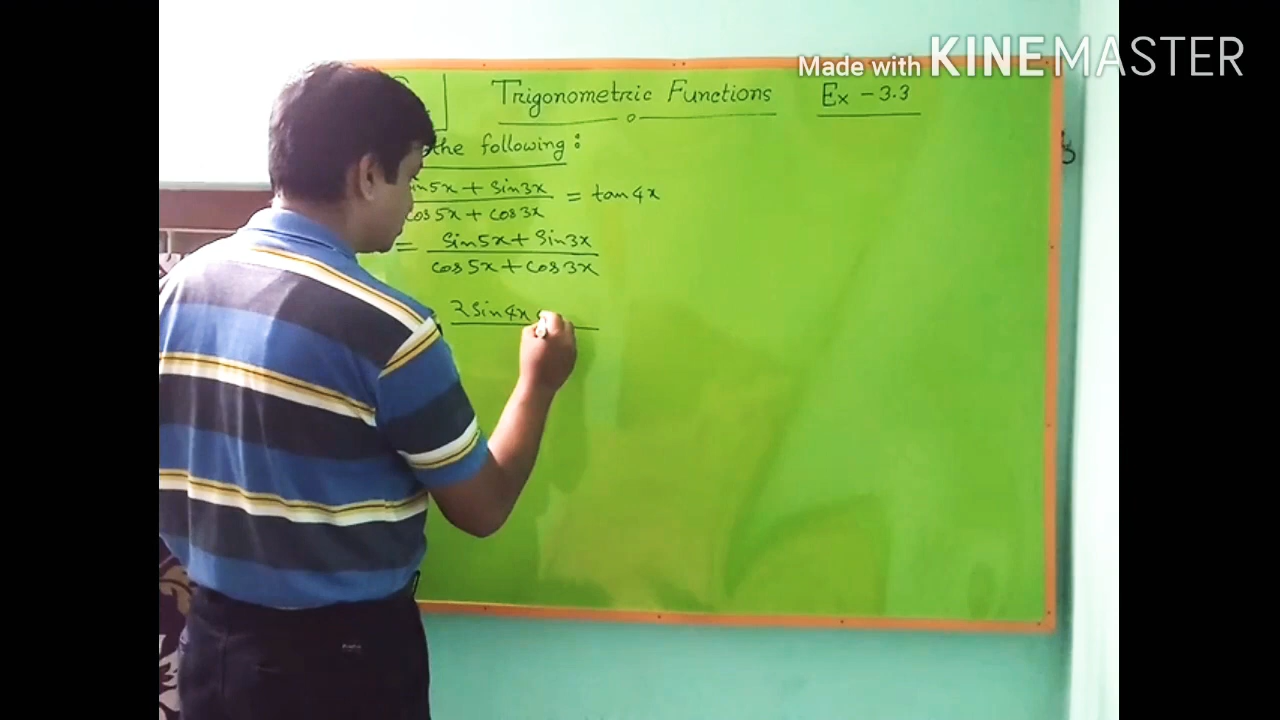 Made with KINEMASTER
Trigonometric Functions Ex - 3.3
the following :
sin5x + sin3x / cos5x + cos3x = tan4x
= sin5x + sin3x / cos5x + cos3x
2sin4x